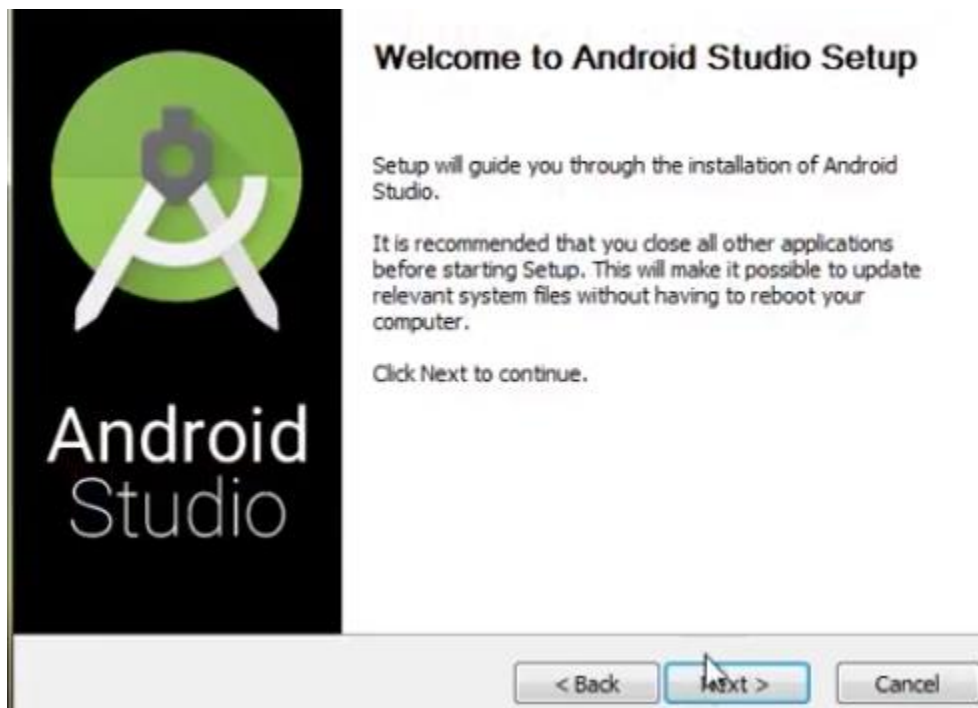 Welcome to Android Studio Setup
Setup will guide you through the installation of Android
Studio.
It is recommended that you close all other applications
before starting Setup. This will make it possible to update
relevant system files without having to reboot your
computer.
Click Next to continue.
Android
Studio
< Back Next > Cancel